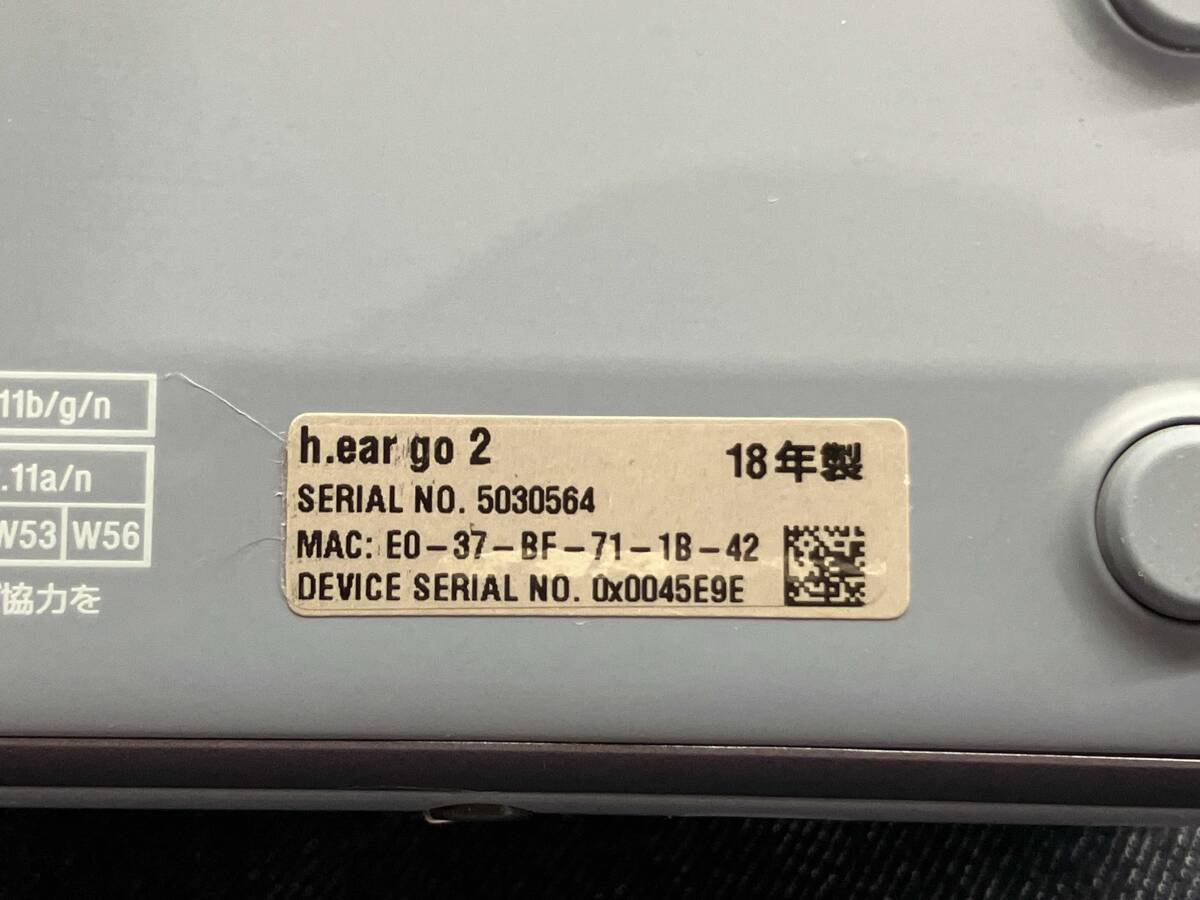 11b/g/n
.11a/n
W53 W56
協力を
h.ear go 2 18年製
SERIAL NO. 5030564
MAC: E0-37-BF-71-1B-42
DEVICE SERIAL NO. 0x0045E9E